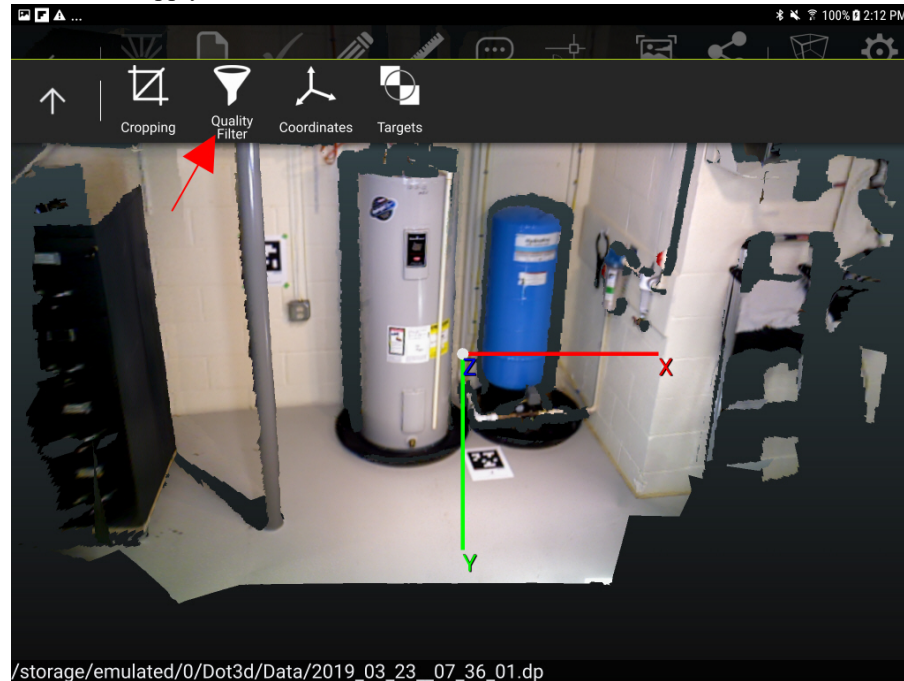 100% 2:12 PM
Cropping
Quality
Filter
Coordinates
Targets
Z
X
Y
/storage/emulated/0/Dot3d/Data/2019_03_23__07_36_01.dp